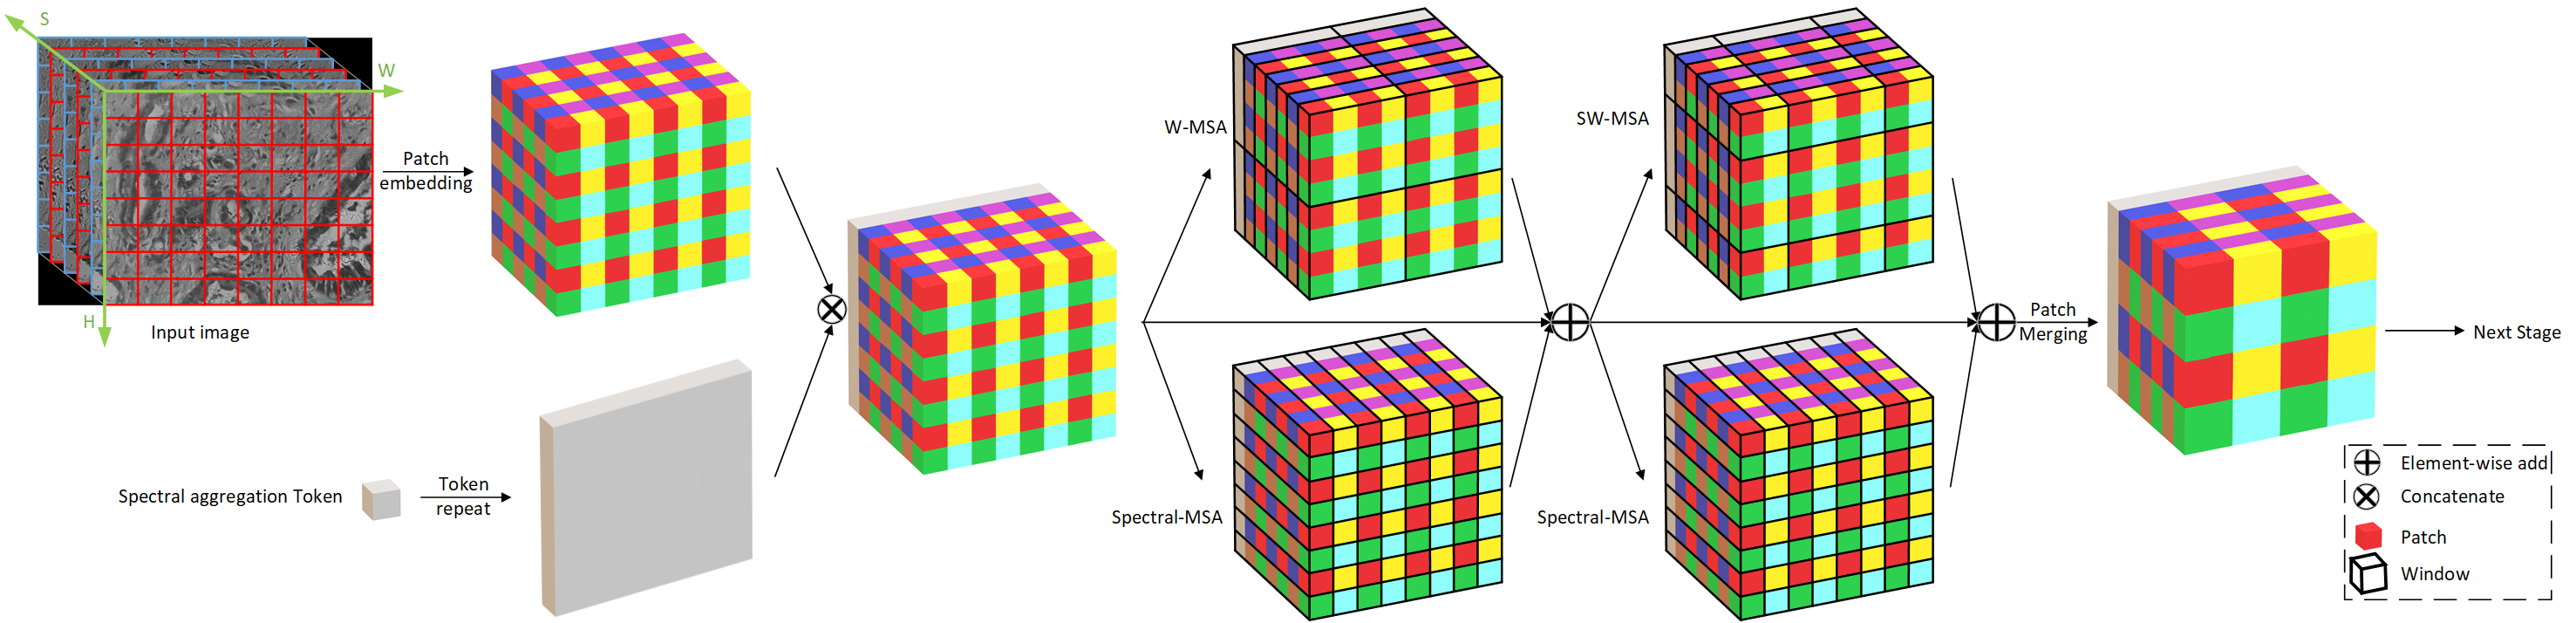 S
W
H
Input image
Patch
embedding
Spectral aggregation Token
Token
repeat
W-MSA
Spectral-MSA
SW-MSA
Spectral-MSA
Patch
Merging
Next Stage
Element-wise add
Concatenate
Patch
Window